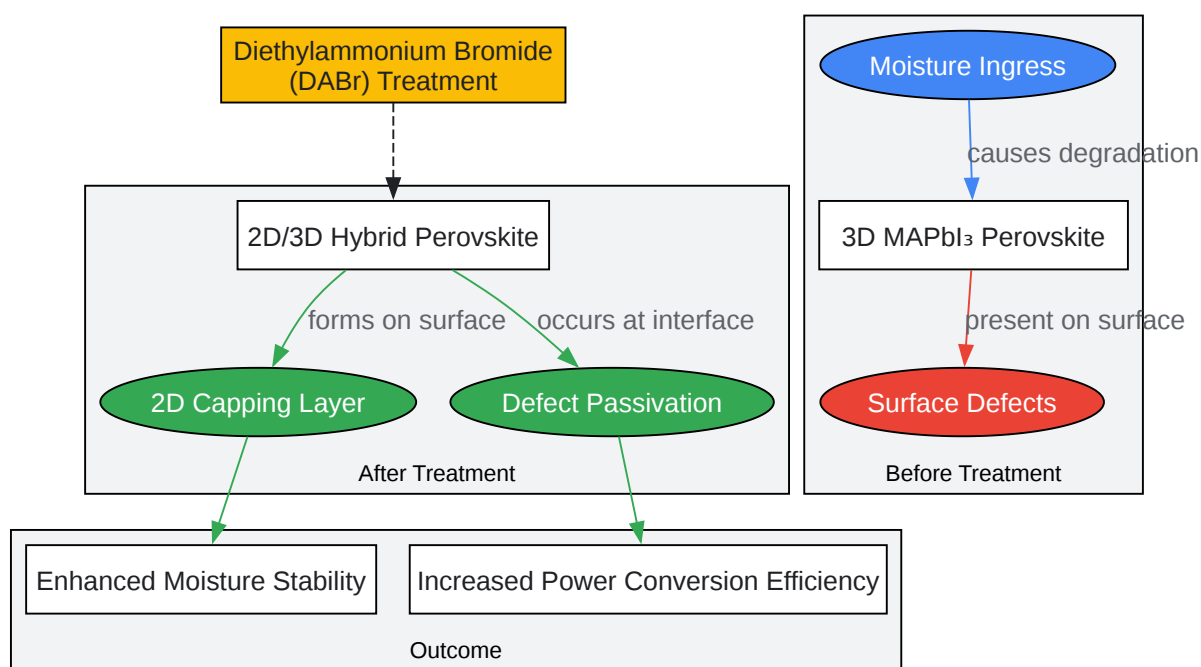 Diethylammonium Bromide
(DABr) Treatment
2D/3D Hybrid Perovskite
forms on surface
occurs at interface
2D Capping Layer
Defect Passivation
After Treatment
Moisture Ingress
causes degradation
3D MAPbI₃ Perovskite
present on surface
Surface Defects
Before Treatment
Enhanced Moisture Stability
Increased Power Conversion Efficiency
Outcome